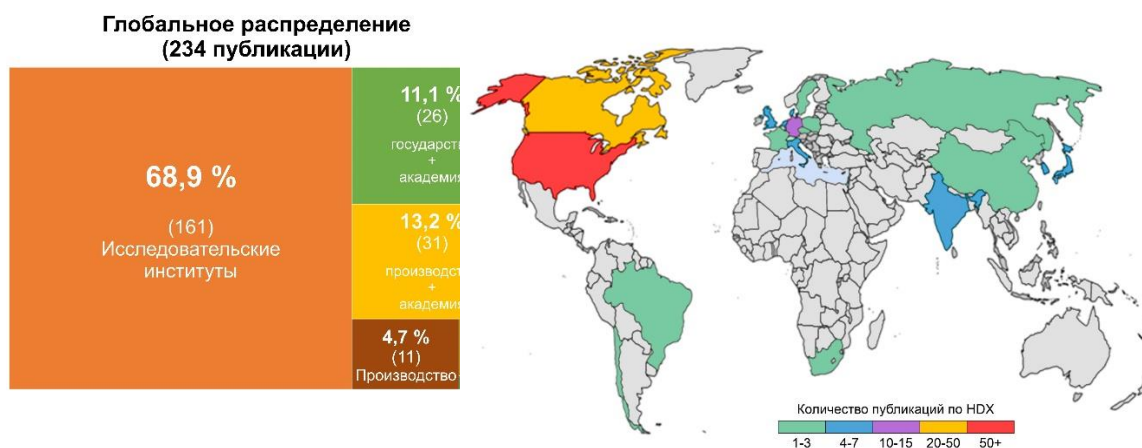 Глобальное распределение
(234 публикации)
68,9 %
(161)
Исследовательские
институты
11,1 %
(26)
государств
+
академия
13,2 %
(31)
производств
+
академия
4,7 %
(11)
Производство
Количество публикаций по HDX
1-3 4-7 10-15 20-50 50+